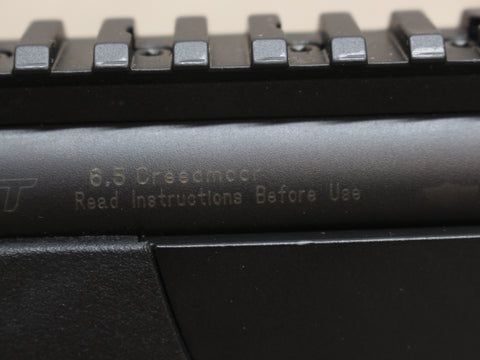 T
6.5 Creedmoor
Read Instructions Before Use